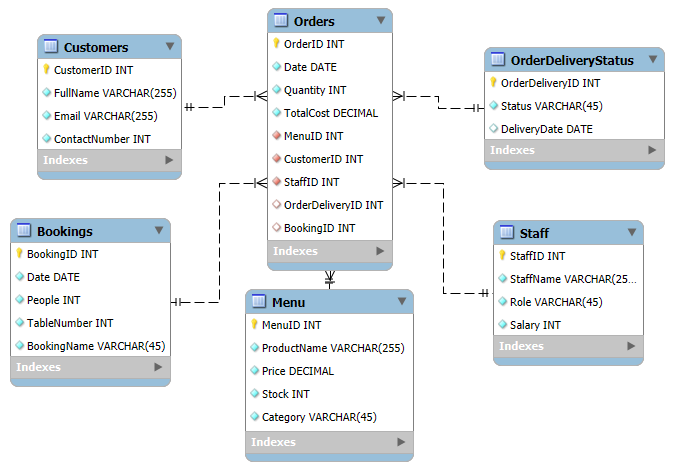 Customers
CustomerID INT
FullName VARCHAR(255)
Email VARCHAR(255)
ContactNumber INT
Indexes
Orders
OrderID INT
Date DATE
Quantity INT
TotalCost DECIMAL
MenuID INT
CustomerID INT
StaffID INT
OrderDeliveryID INT
BookingID INT
Indexes
OrderDeliveryStatus
OrderDeliveryID INT
Status VARCHAR(45)
DeliveryDate DATE
Indexes
Bookings
BookingID INT
Date DATE
People INT
TableNumber INT
BookingName VARCHAR(45)
Indexes
Staff
StaffID INT
StaffName VARCHAR(25...
Role VARCHAR(45)
Salary INT
Indexes
Menu
MenuID INT
ProductName VARCHAR(255)
Price DECIMAL
Stock INT
Category VARCHAR(45)
Indexes